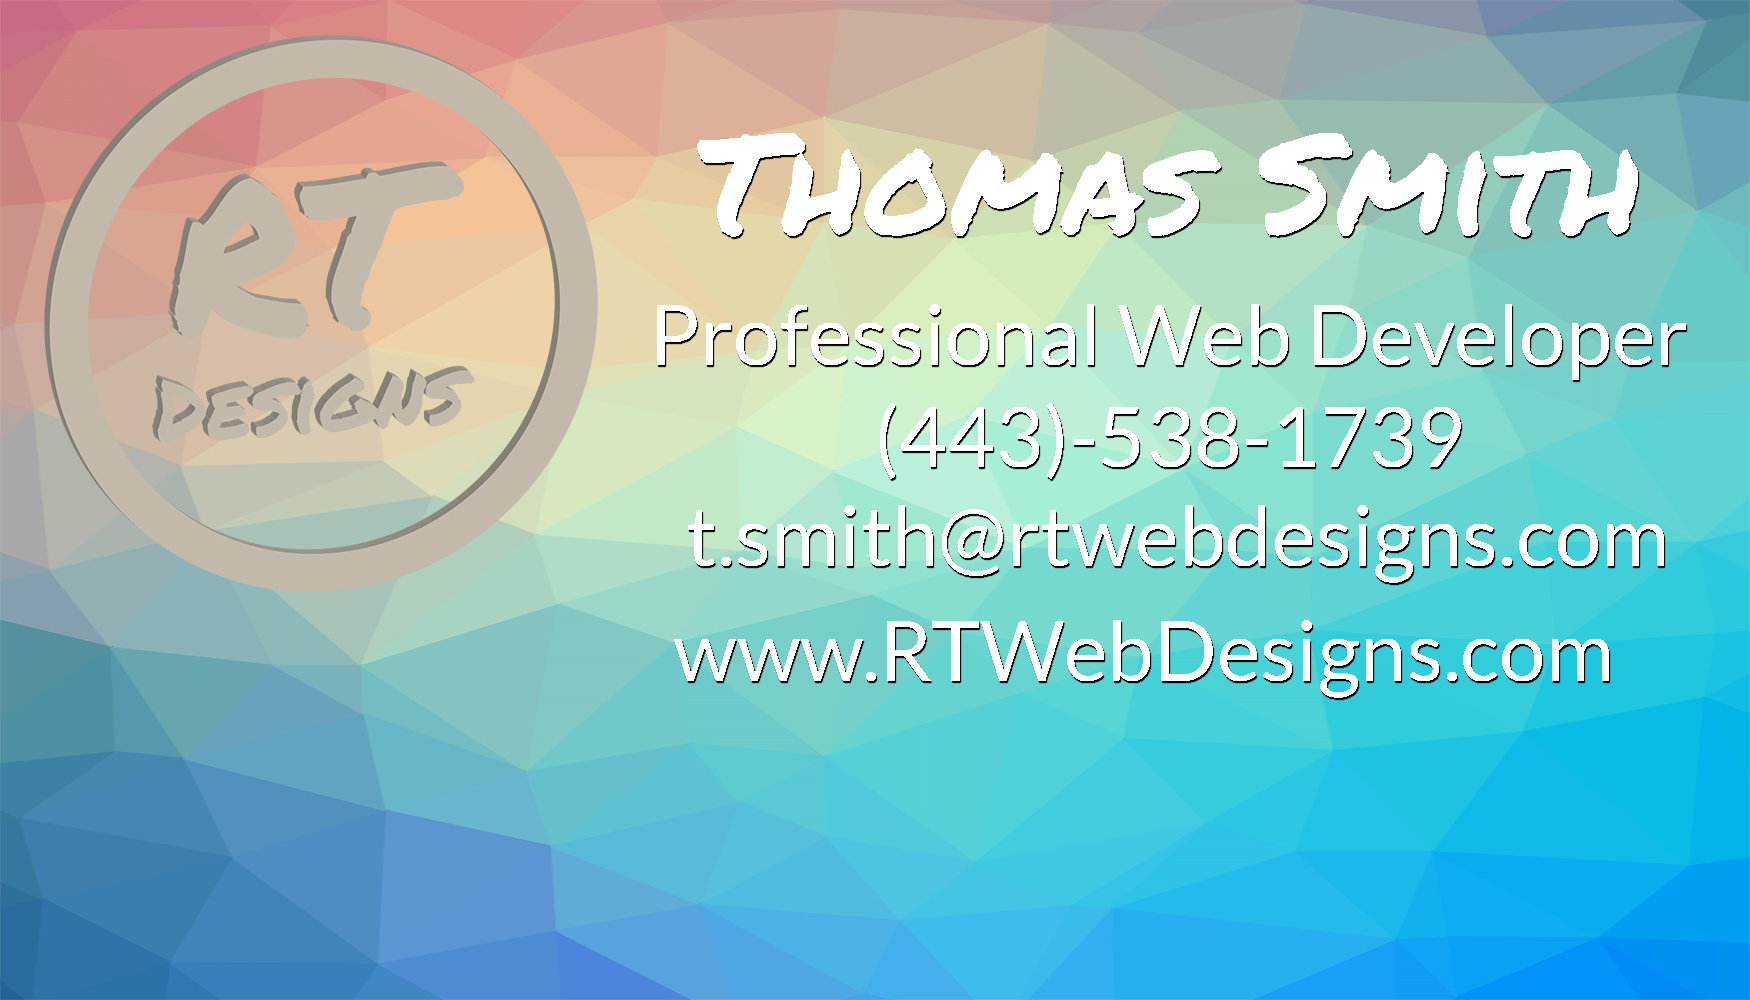 RT
DESIGNS
THOMAS SMITH
Professional Web Developer
(443)-538-1739
t.smith@rtwebdesigns.com
www.RTWebDesigns.com